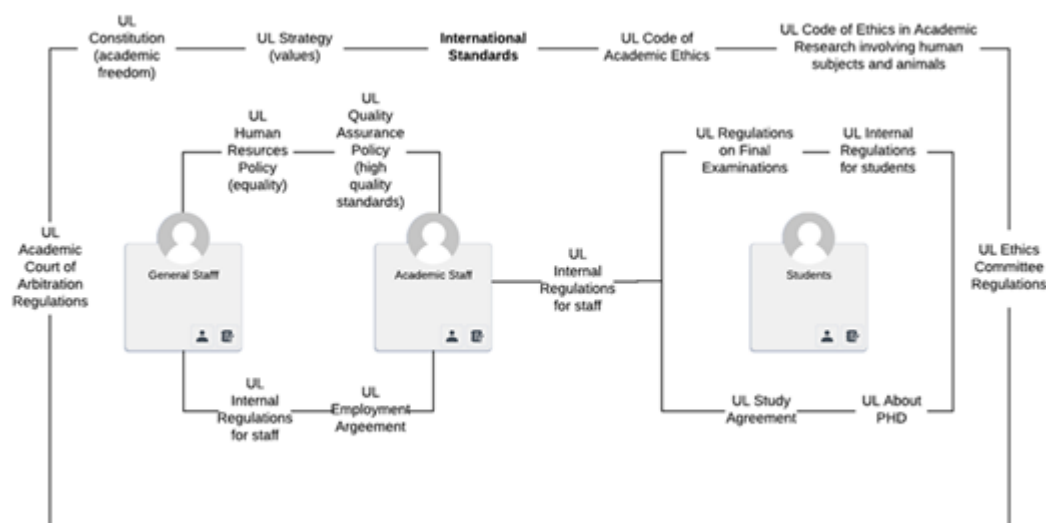 UL
Constitution
(academic
freedom)
UL Strategy
(values)
International
Standards
UL Code of
Academic Ethics
UL Code of Ethics in Academic
Research involving human
subjects and animals
UL
Human
Resurces
Policy
(equality)
UL
Quality
Assurance
Policy
(high
quality
standards)
UL Regulations
on Final
Examinations
UL Internal
Regulations
for students
UL
Academic
Court of
Arbitration
Regulations
General Stafff
Academic Staff
UL
Internal
Regulations
for staff
Students
UL Ethics
Committee
Regulations
UL
Internal
Regulations
for staff
UL
Employment
Argeement
UL Study
Agreement
UL About
PHD